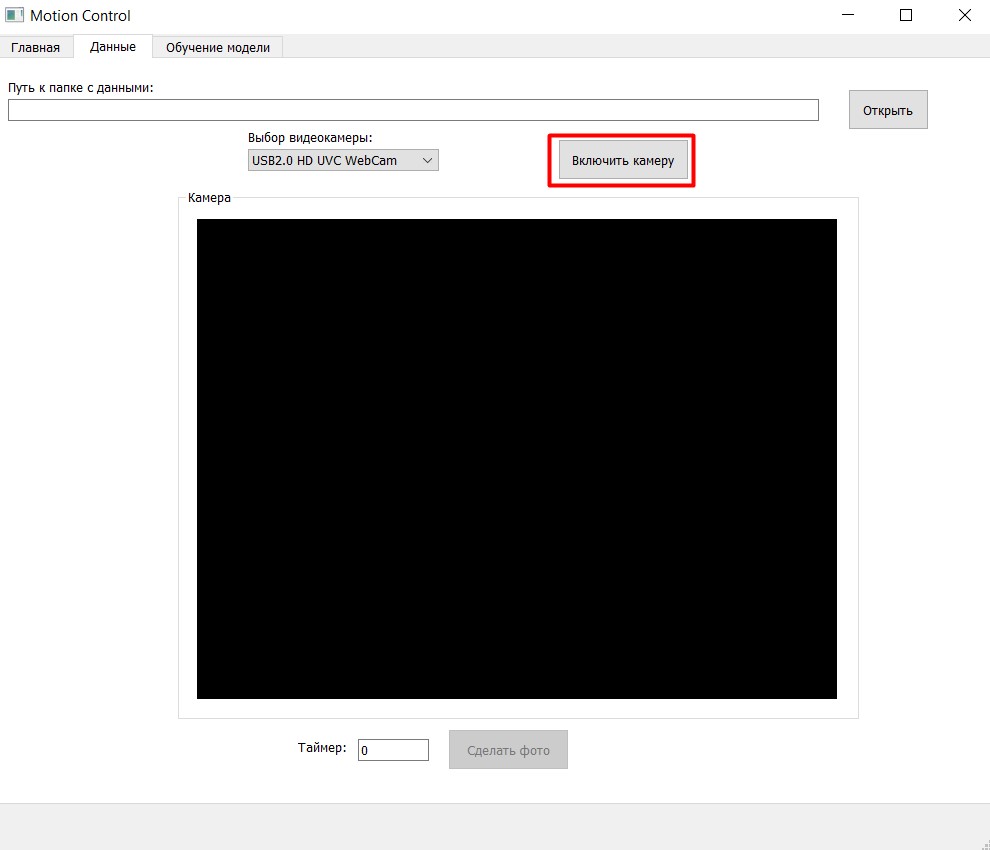 Motion Control
Главная
Данные
Обучение модели
Путь к папке с данными:
Открыть
Выбор видеокамеры:
USB2.0 HD UVC WebCam
Включить камеру
Камера
Таймер:
0
Сделать фото